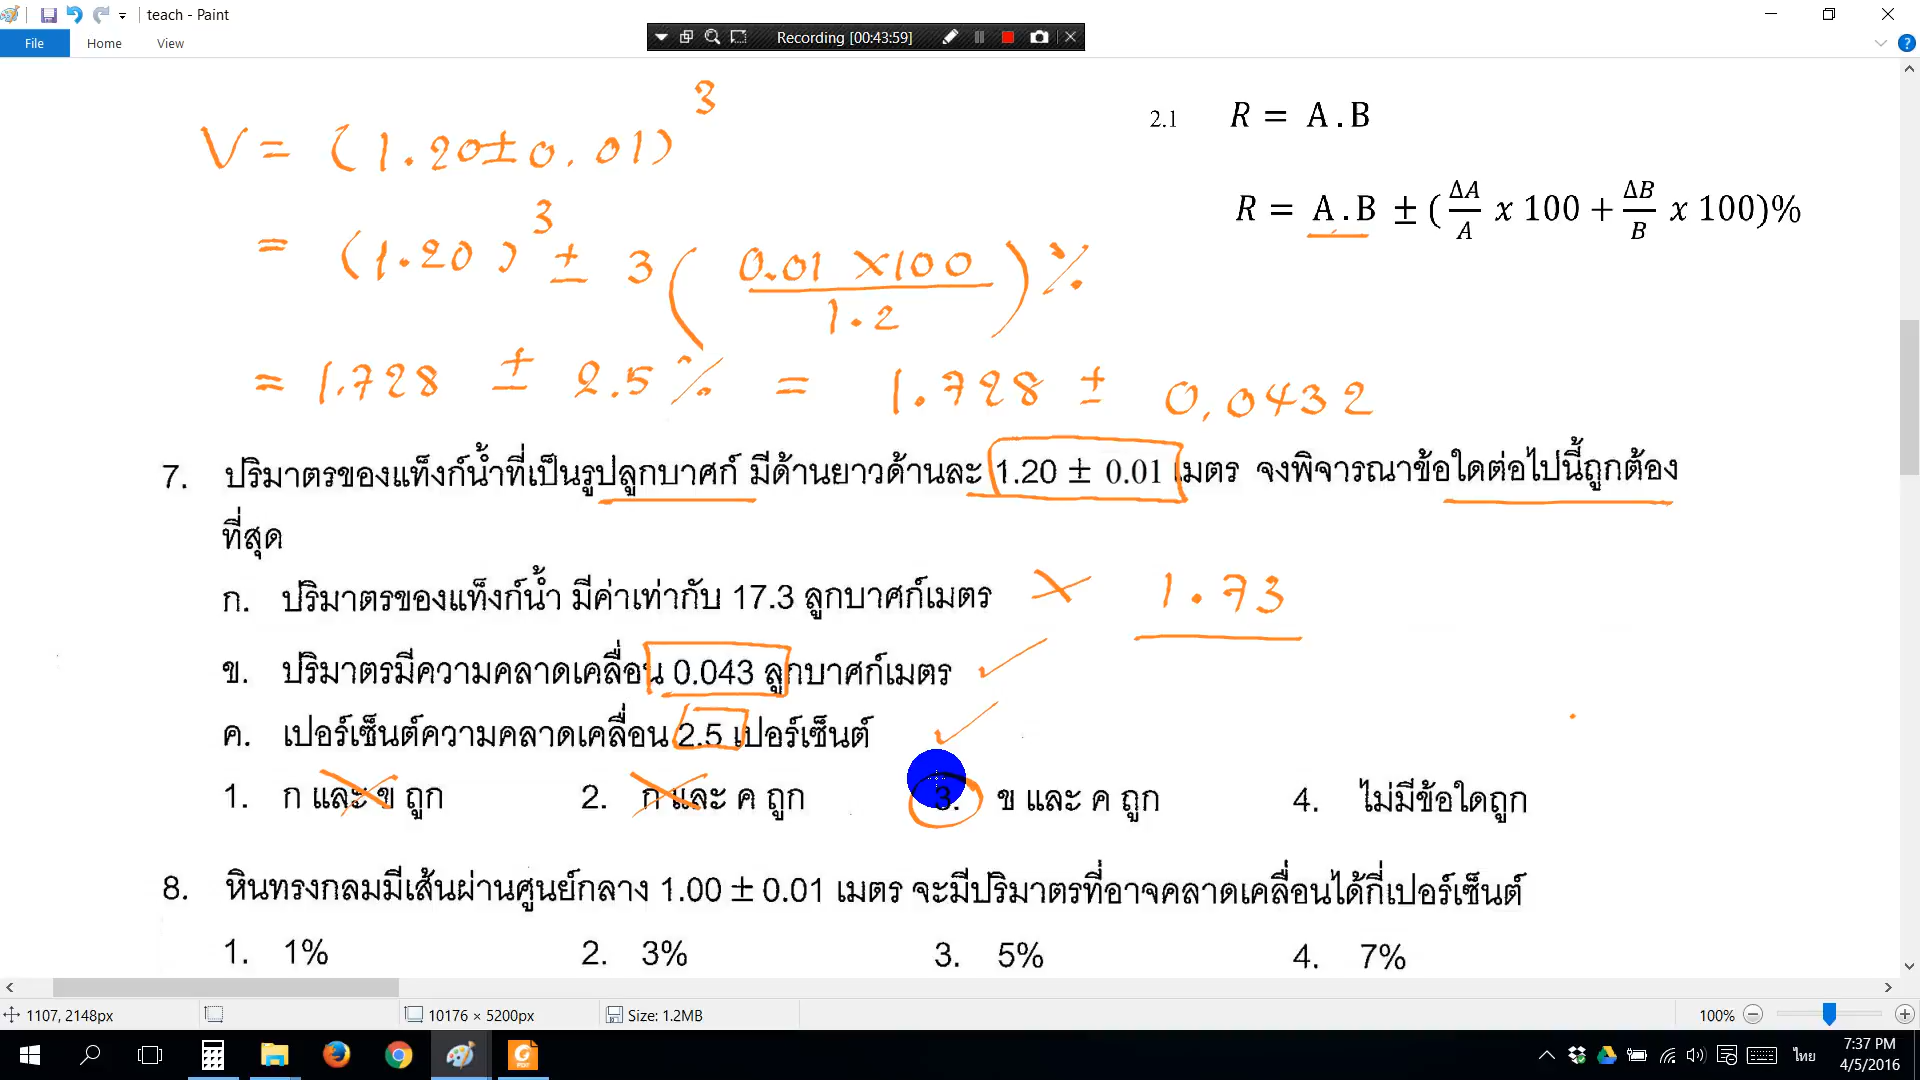 teach - Paint
File Home View
Recording [00:43:59]
V = (1.20±0.01)³
2.1 R = A.B
= (1.20)³ ± 3(0.01 x100/1.2)%
R = A.B ± (ΔA/A x 100 + ΔB/B x 100)%
= 1.728 ± 2.5% = 1.728 ± 0.0432
7. ปริมาตรของแท็งก์น้ำที่เป็นรูปลูกบาศก์ มีด้านยาวด้านละ 1.20 ± 0.01 เมตร จงพิจารณาข้อใดต่อไปนี้ถูกต้อง
ที่สุด
ก. ปริมาตรของแท็งก์น้ำ มีค่าเท่ากับ 17.3 ลูกบาศก์เมตร ✗ 1.73
ข. ปริมาตรมีความคลาดเคลื่อน 0.043 ลูกบาศก์เมตร ✓
ค. เปอร์เซ็นต์ความคลาดเคลื่อน 2.5 เปอร์เซ็นต์ ✓
1. ก และ ข ถูก 2. ก และ ค ถูก 3. ข และ ค ถูก 4. ไม่มีข้อใดถูก
8. หินทรงกลมมีเส้นผ่านศูนย์กลาง 1.00 ± 0.01 เมตร จะมีปริมาตรที่อาจคลาดเคลื่อนได้กี่เปอร์เซ็นต์
1. 1% 2. 3% 3. 5% 4. 7%
1107, 2148px 10176 × 5200px Size: 1.2MB 100%
ไทย 7:37 PM
4/5/2016